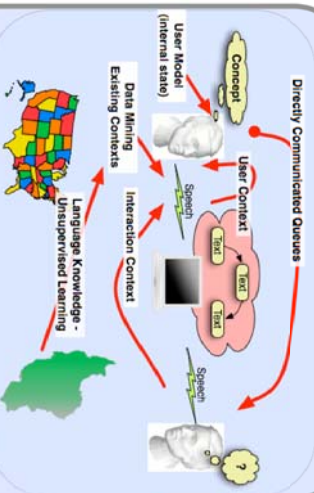 Directly Communicated Queues
Concept
User Model
(internal state)
User Context
Speech
Text
Text
Text
Speech
?
Data Mining
Existing Contexts
Interaction Context
Language Knowledge -
Unsupervised Learning